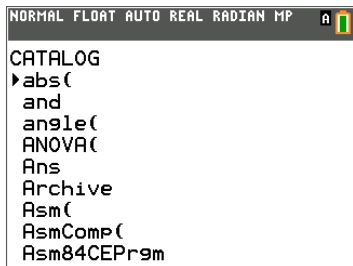 NORMAL FLOAT AUTO REAL RADIAN MP A
CATALOG
▶abs(
and
angle(
ANOVA(
Ans
Archive
Asm(
AsmComp(
Asm84CEPrgm